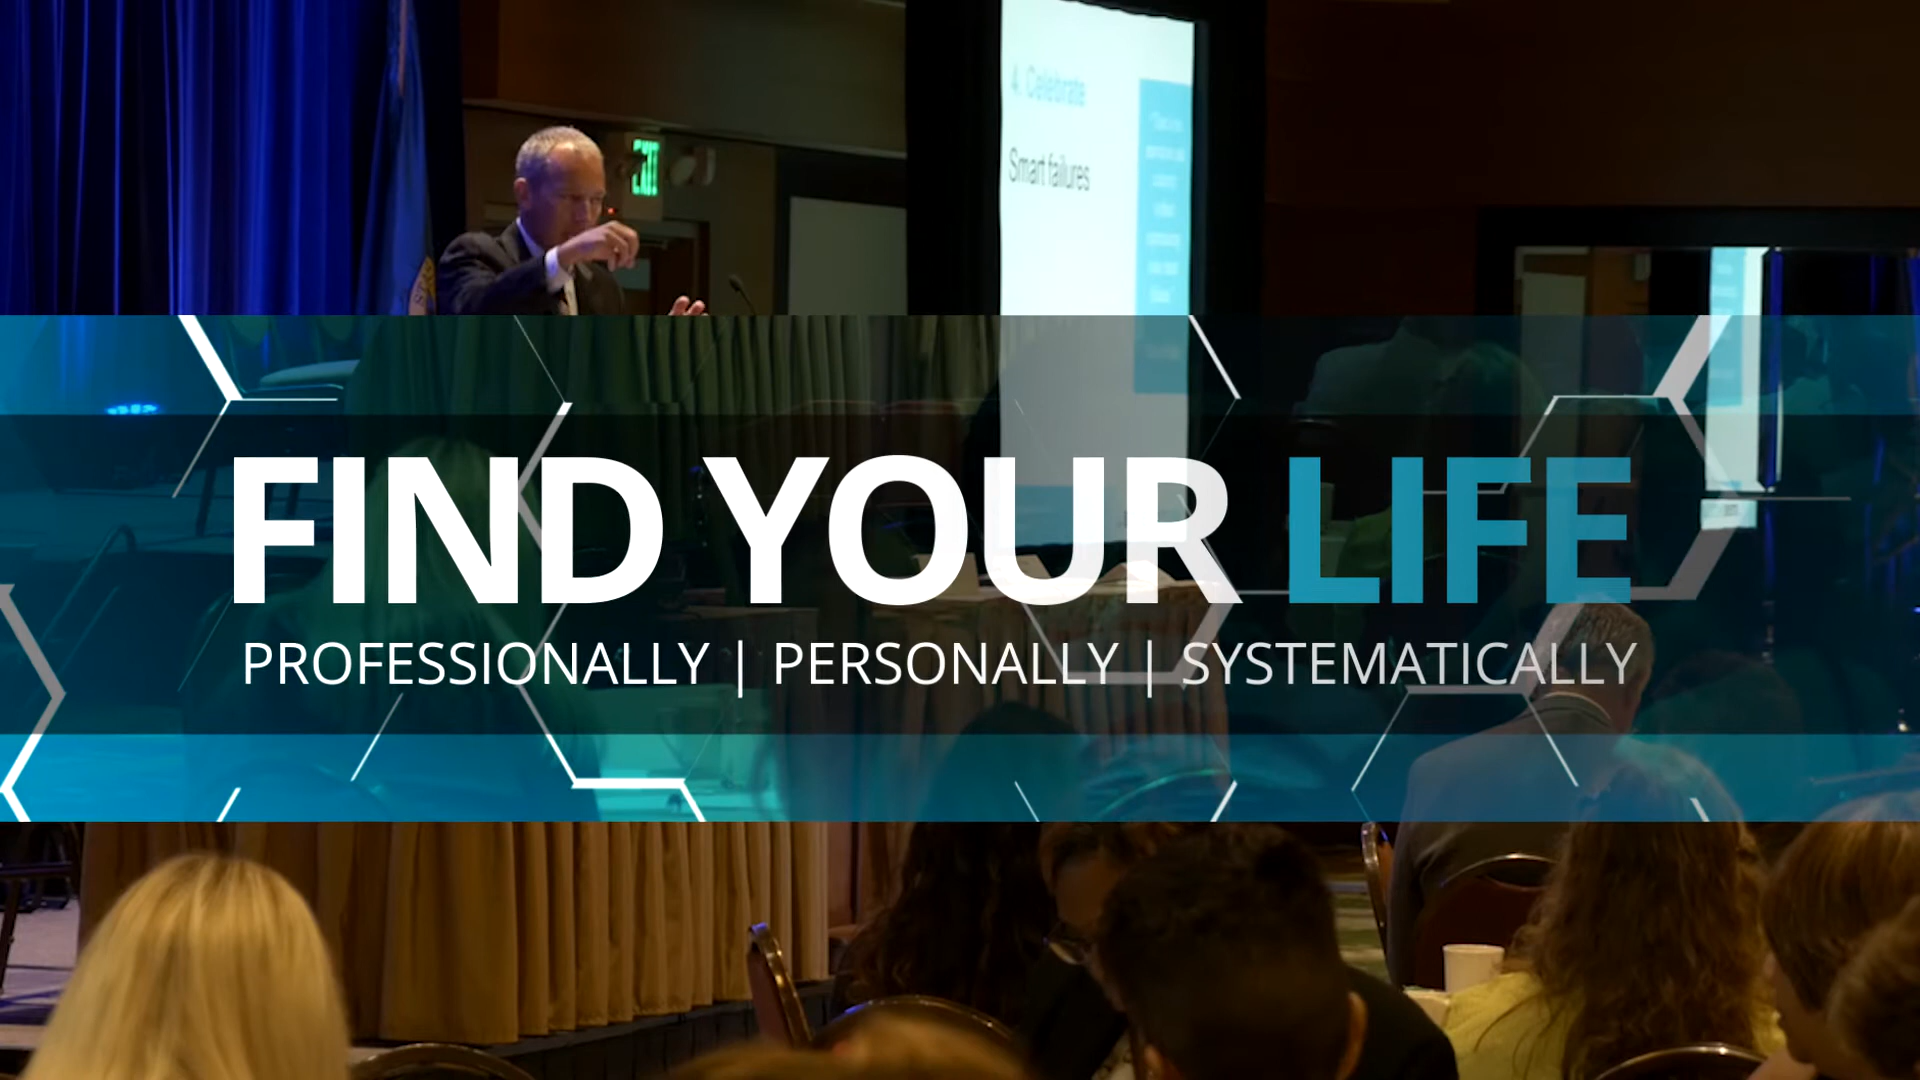 EXIT
4. Celebrate
Smart failures
FIND YOUR LIFE
PROFESSIONALLY | PERSONALLY | SYSTEMATICALLY